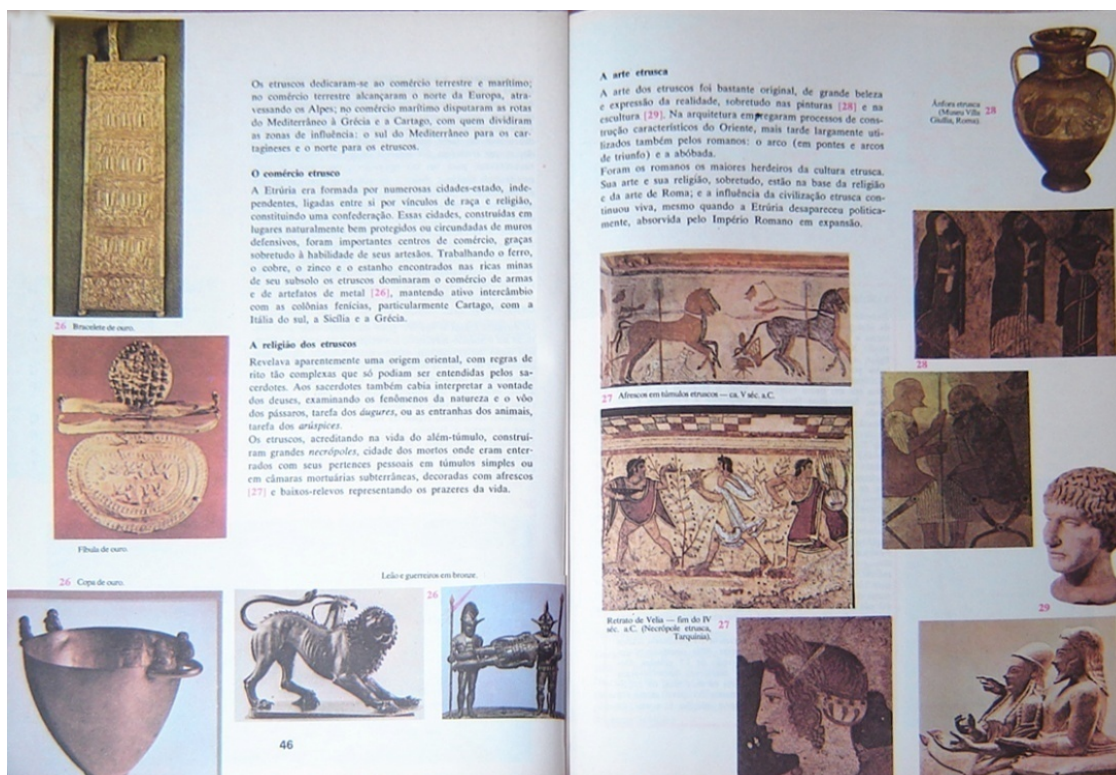 Os etruscos dedicaram-se ao comércio terrestre e marítimo;
no comércio terrestre alcançaram o norte da Europa, atra-
vessando os Alpes; no comércio marítimo disputaram as rotas
do Mediterrâneo à Grécia e a Cartago, com quem dividiram
as zonas de influência: o sul do Mediterrâneo para os car-
tagineses e o norte para os etruscos.
O comércio etrusco
A Etrúria era formada por numerosas cidades-estado, inde-
pendentes, ligadas entre si por vínculos de raça e religião,
constituindo uma confederação. Essas cidades, construídas em
lugares naturalmente bem protegidos ou circundadas de muros
defensivos, foram importantes centros de comércio, graças
sobretudo à habilidade de seus artesãos. Trabalhando o ferro,
o cobre, o zinco e o estanho encontrados nas ricas minas
de seu subsolo os etruscos dominaram o comércio de armas
e de artefatos de metal [26], mantendo ativo intercâmbio
com as colônias fenícias, particularmente Cartago, com a
Itália do sul, a Sicília e a Grécia.
A religião dos etruscos
Revelava aparentemente uma origem oriental, com regras de
rito tão complexas que só podiam ser entendidas pelos sa-
cerdotes. Aos sacerdotes também cabia interpretar a vontade
dos deuses, examinando os fenômenos da natureza e o vôo
dos pássaros, tarefa dos áugures, ou as entranhas dos animais,
tarefa dos arúspices.
Os etruscos, acreditando na vida do além-túmulo, construí-
ram grandes necrópoles, cidade dos mortos onde eram enter-
rados com seus pertences pessoais em túmulos simples ou
em câmaras mortuárias subterrâneas, decoradas com afrescos
[27] e baixos-relevos representando os prazeres da vida.
26 Bracelete de ouro.
Fíbula de ouro.
26 Copa de ouro.
Leão e guerreiros em bronze.
26
46
A arte etrusca
A arte dos etruscos foi bastante original, de grande beleza
e expressão da realidade, sobretudo nas pinturas [28] e na
escultura [29]. Na arquitetura empregaram processos de cons-
trução característicos do Oriente, mais tarde largamente uti-
lizados também pelos romanos: o arco (em pontes e arcos
de triunfo) e a abóbada.
Foram os romanos os maiores herdeiros da cultura etrusca.
Sua arte e sua religião, sobretudo, estão na base da religião
e da arte de Roma; e a influência da civilização etrusca con-
tinuou viva, mesmo quando a Etrúria desapareceu politica-
mente, absorvida pelo Império Romano em expansão.
Ânfora etrusca
(Museu Villa
Giullia, Roma).
28
28
27 Afrescos em túmulos etruscos — ca. V séc. a.C.
29
Retrato de Velia — fim do IV
séc. a.C. (Necrópole etrusca,
Tarquínia).
27